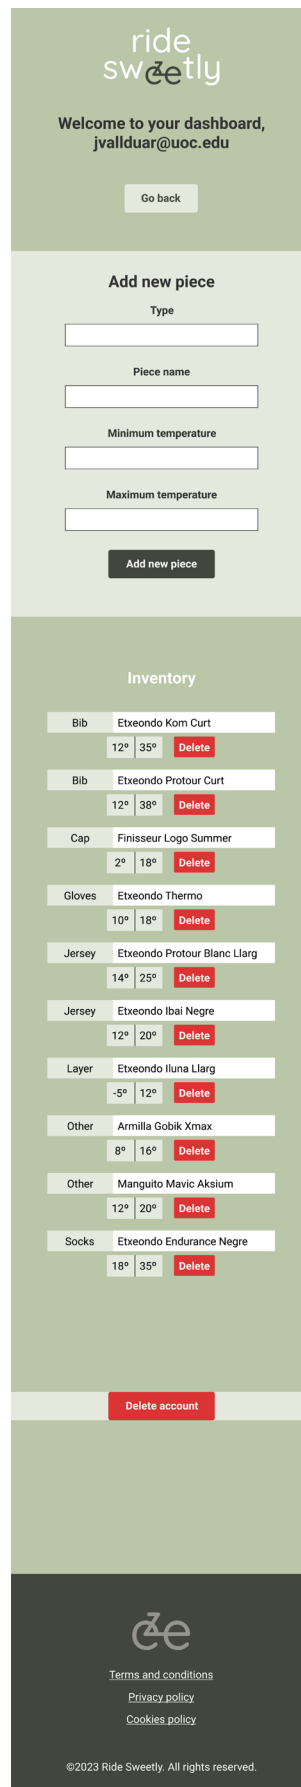 ride
sweetly
Welcome to your dashboard,
jvallduar@uoc.edu
Go back
Add new piece
Type
Piece name
Minimum temperature
Maximum temperature
Add new piece
Inventory
Bib Etxeondo Kom Curt
12º 35º Delete
Bib Etxeondo Protour Curt
12º 38º Delete
Cap Finisseur Logo Summer
2º 18º Delete
Gloves Etxeondo Thermo
10º 18º Delete
Jersey Etxeondo Protour Blanc Llarg
14º 25º Delete
Jersey Etxeondo Ibai Negre
12º 20º Delete
Layer Etxeondo Iluna Llarg
-5º 12º Delete
Other Armilla Gobik Xmax
8º 16º Delete
Other Manguito Mavic Aksium
12º 20º Delete
Socks Etxeondo Endurance Negre
18º 35º Delete
Delete account
Terms and conditions
Privacy policy
Cookies policy
©2023 Ride Sweetly. All rights reserved.